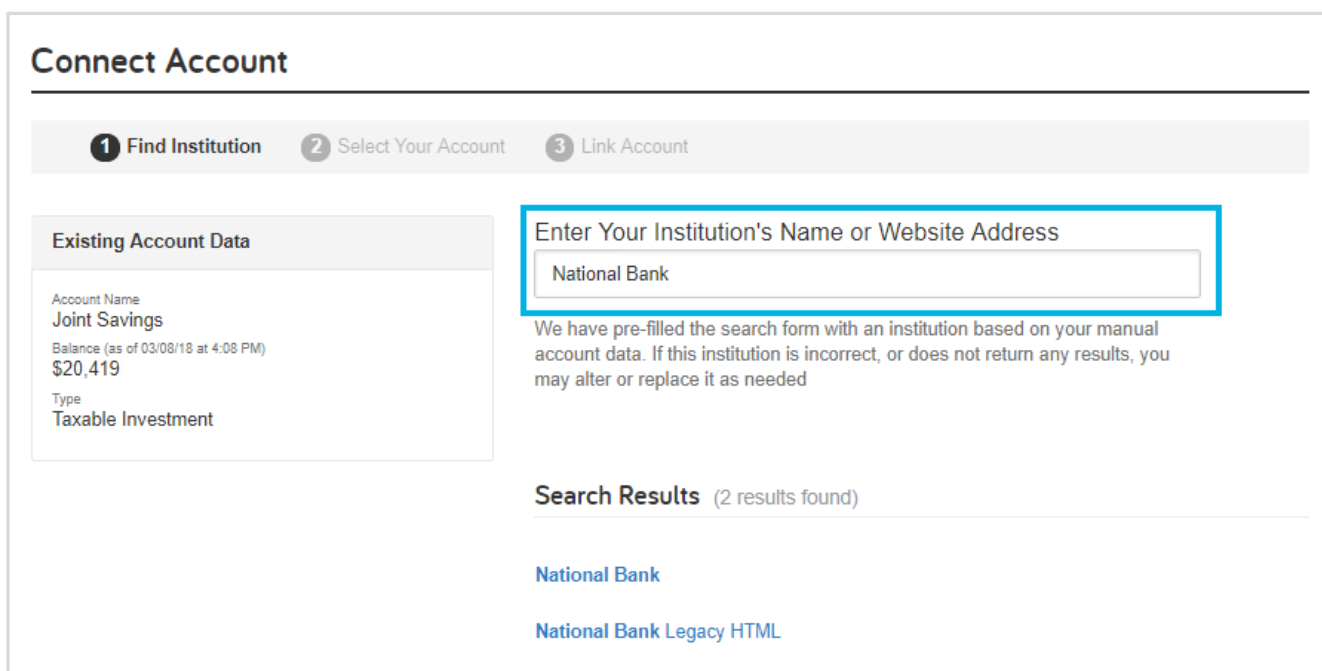 Connect Account
1 Find Institution 2 Select Your Account 3 Link Account
Existing Account Data
Account Name
Joint Savings
Balance (as of 03/08/18 at 4:08 PM)
$20,419
Type
Taxable Investment
Enter Your Institution's Name or Website Address
National Bank
We have pre-filled the search form with an institution based on your manual
account data. If this institution is incorrect, or does not return any results, you
may alter or replace it as needed
Search Results (2 results found)
National Bank
National Bank Legacy HTML